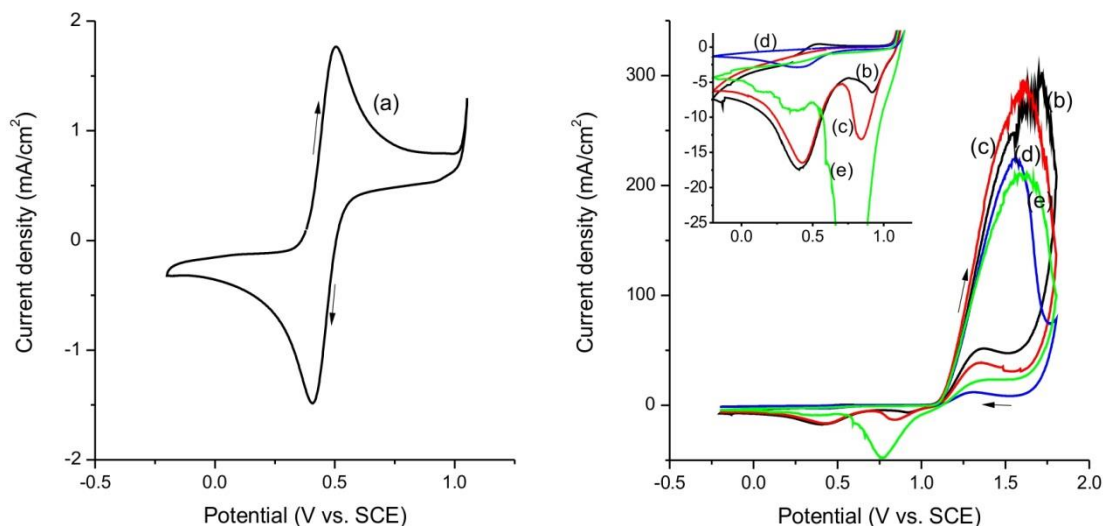 2
1
0
-1
-2
-0.5
0.0
0.5
1.0
Current density (mA/cm2)
Potential (V vs. SCE)
(a)
300
200
100
0
-0.5
0.0
0.5
1.0
1.5
2.0
Current density (mA/cm2)
Potential (V vs. SCE)
(b)
(c)
(d)
(e)
0
-5
-10
-15
-20
-25
0.0
0.5
1.0
(d)
(b)
(c)
(e)